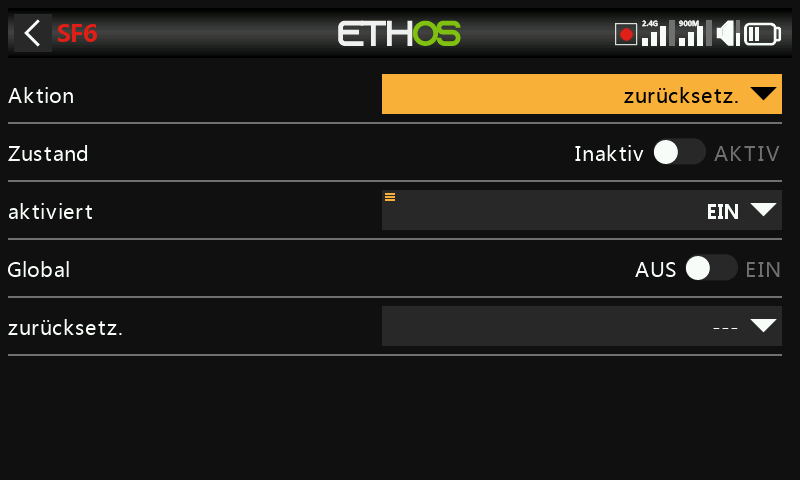 SF6 ETHOS 2.4G 900M
Aktion zurücksetz.
Zustand Inaktiv AKTIV
aktiviert EIN
Global AUS EIN
zurücksetz. ---